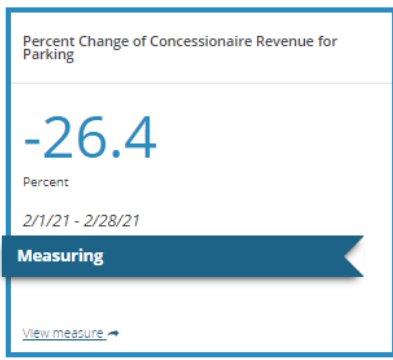 Percent Change of Concessionaire Revenue for
Parking
-26.4
Percent
2/1/21 - 2/28/21
Measuring
View measure